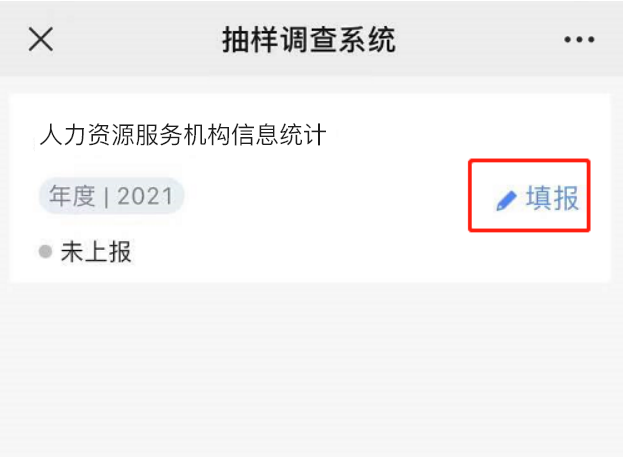 抽样调查系统
人力资源服务机构信息统计
年度 | 2021
填报
未上报